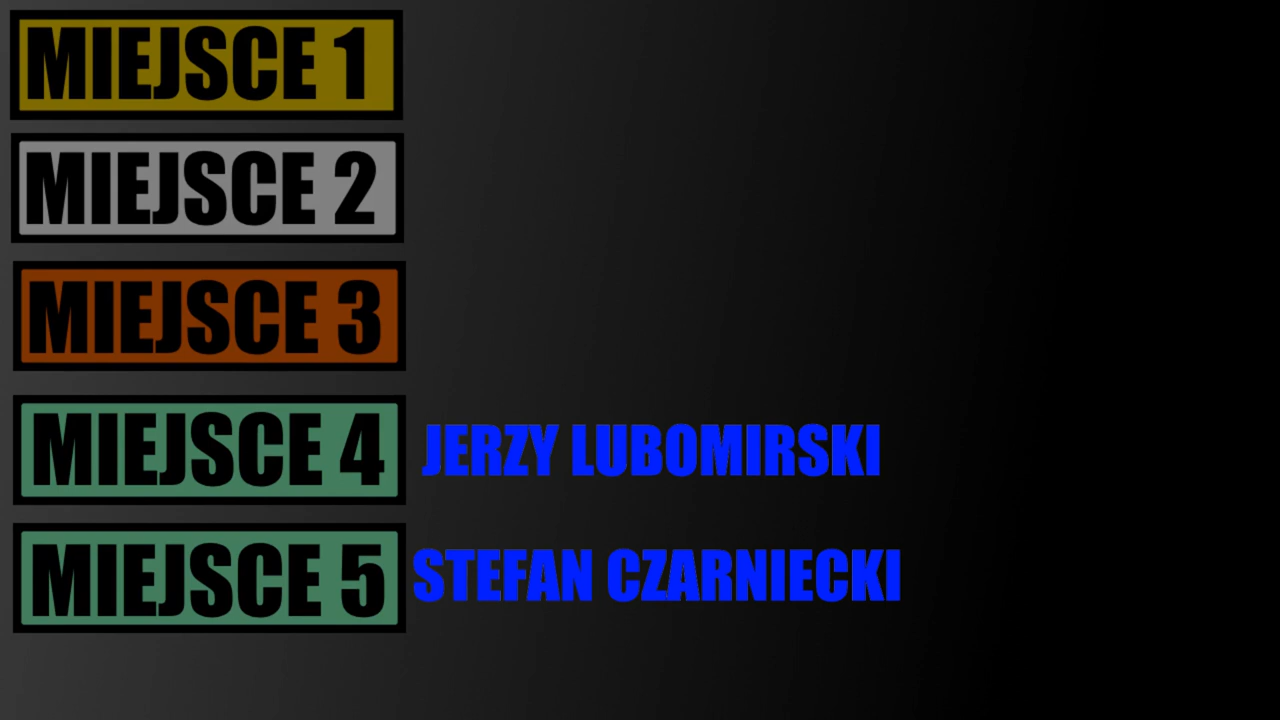 MIEJSCE 1
MIEJSCE 2
MIEJSCE 3
MIEJSCE 4 JERZY LUBOMIRSKI
MIEJSCE 5 STEFAN CZARNIECKI